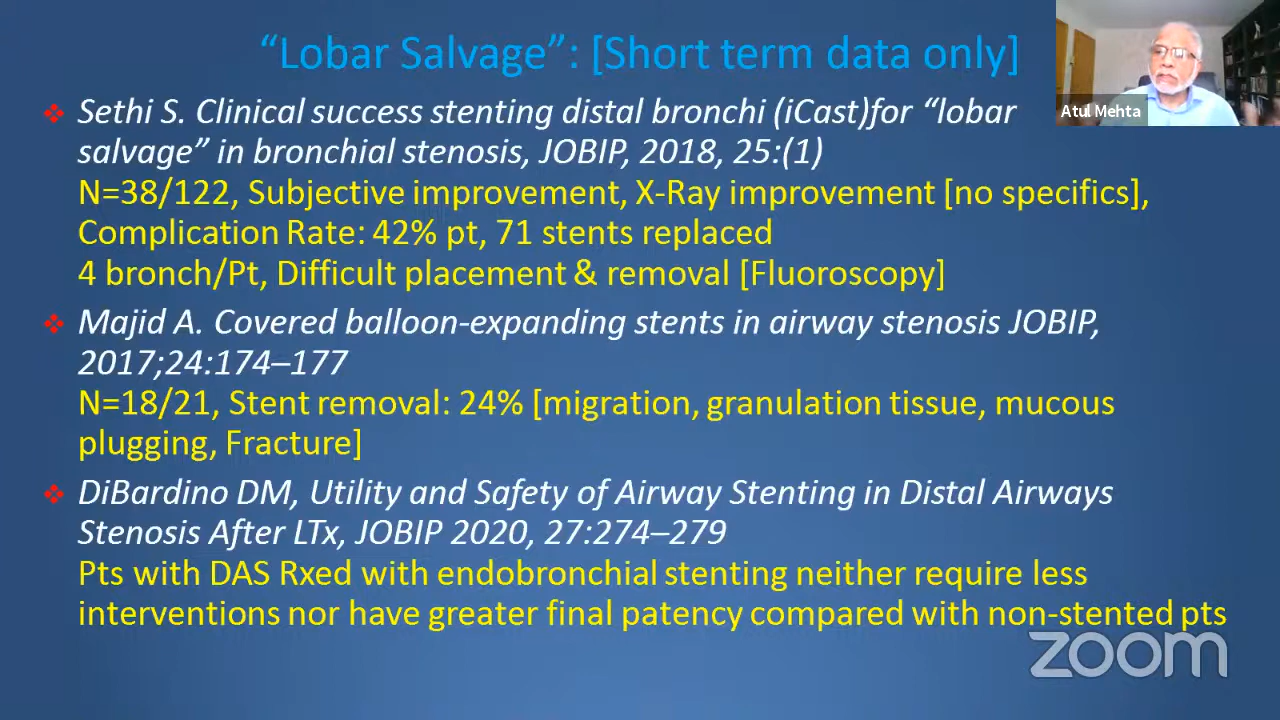 “Lobar Salvage”: [Short term data only]
Atul Mehta
❖ Sethi S. Clinical success stenting distal bronchi (iCast)for “lobar
salvage” in bronchial stenosis, JOBIP, 2018, 25:(1)
N=38/122, Subjective improvement, X-Ray improvement [no specifics],
Complication Rate: 42% pt, 71 stents replaced
4 bronch/Pt, Difficult placement & removal [Fluoroscopy]
❖ Majid A. Covered balloon-expanding stents in airway stenosis JOBIP,
2017;24:174–177
N=18/21, Stent removal: 24% [migration, granulation tissue, mucous
plugging, Fracture]
❖ DiBardino DM, Utility and Safety of Airway Stenting in Distal Airways
Stenosis After LTx, JOBIP 2020, 27:274–279
Pts with DAS Rxed with endobronchial stenting neither require less
interventions nor have greater final patency compared with non-stented pts
zoom